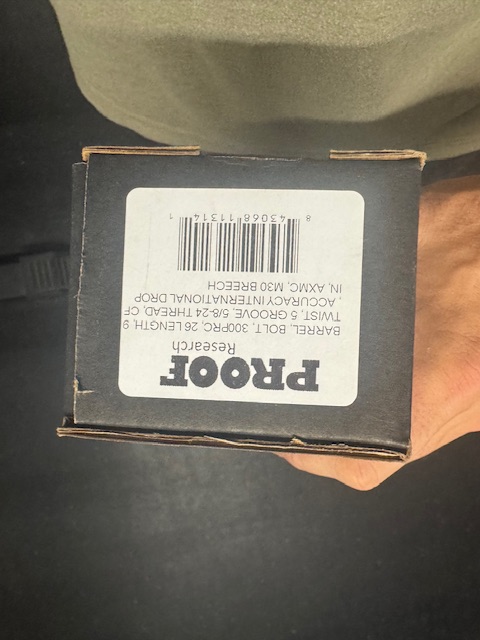 PROOF
Research
BARREL, BOLT, 300PRC, 26 LENGTH, 9
TWIST, 5 GROOVE, 5/8-24 THREAD, CF
, ACCURACY INTERNATIONAL DROP
IN, AXMC, M30 BREECH
8 43068 11314 1